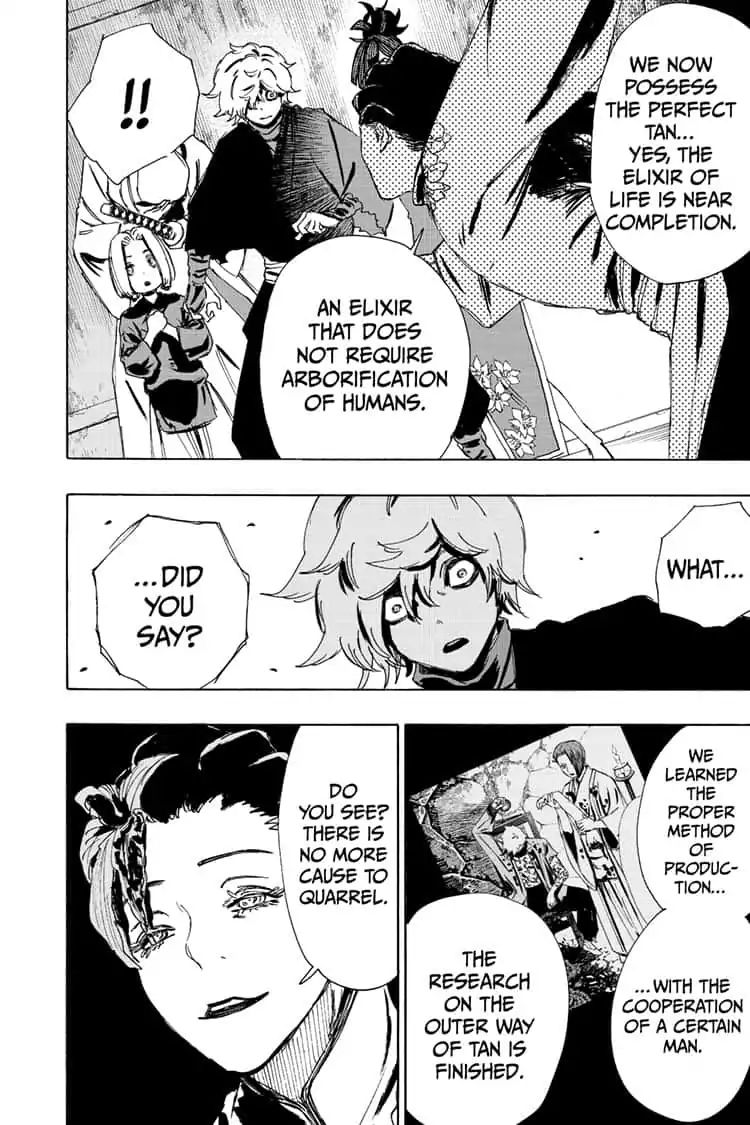 WE NOW
POSSESS
THE PERFECT
TAN...
YES, THE
ELIXIR OF
LIFE IS NEAR
COMPLETION.
!!
AN ELIXIR
THAT DOES
NOT REQUIRE
ARBORIFICATION
OF HUMANS.
WHAT...
...DID
YOU
SAY?
WE
LEARNED
THE
PROPER
METHOD
OF
PRODUC-
TION...
...WITH THE
COOPERATION
OF A CERTAIN
MAN.
THE
RESEARCH
ON THE
OUTER WAY
OF TAN IS
FINISHED.
DO
YOU SEE?
THERE IS
NO MORE
CAUSE TO
QUARREL.